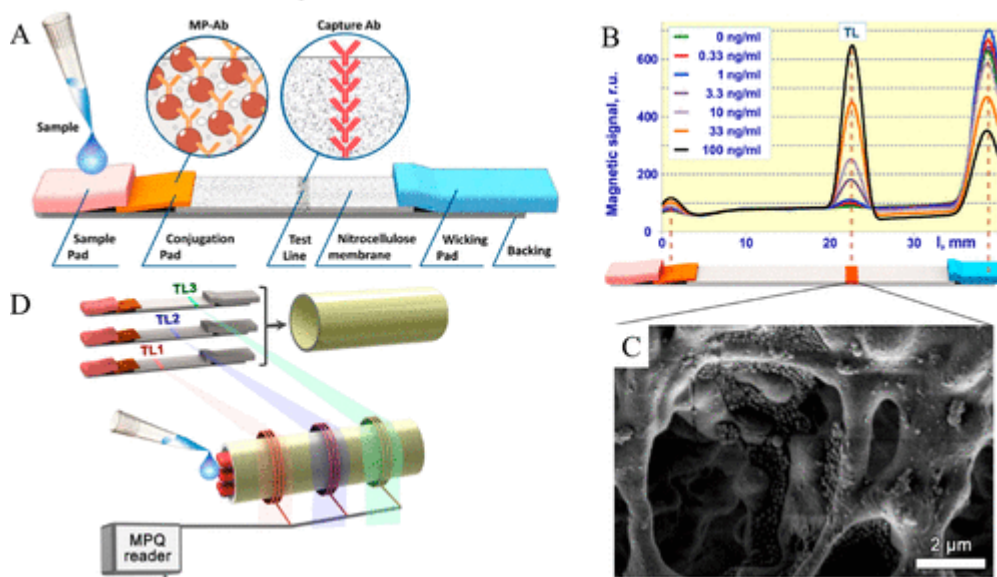 A
MP-Ab
Capture Ab
Sample
Sample
Pad
Conjugation
Pad
Test
Line
Nitrocellulose
membrane
Wicking
Pad
Backing
B
TL
Magnetic signal, r.u.
600
400
200
100
0
0 ng/ml
0.33 ng/ml
1 ng/ml
3.3 ng/ml
10 ng/ml
33 ng/ml
100 ng/ml
0
10
20
30
l, mm
C
2 µm
D
TL3
TL2
TL1
MPQ
reader